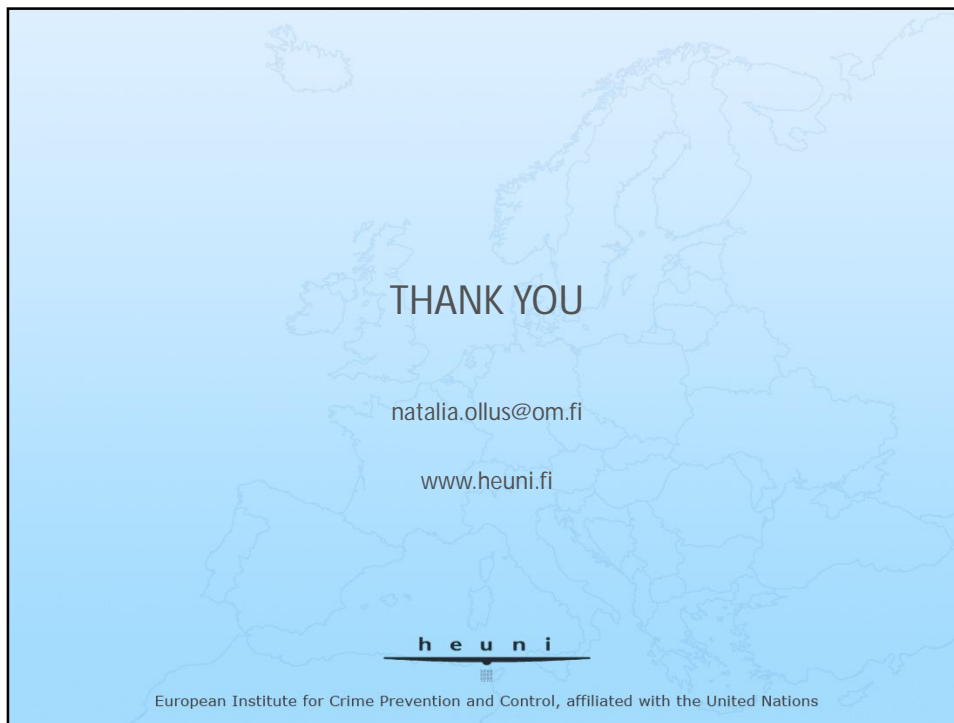 THANK YOU
natalia.ollus@om.fi
www.heuni.fi
heuni
European Institute for Crime Prevention and Control, affiliated with the United Nations